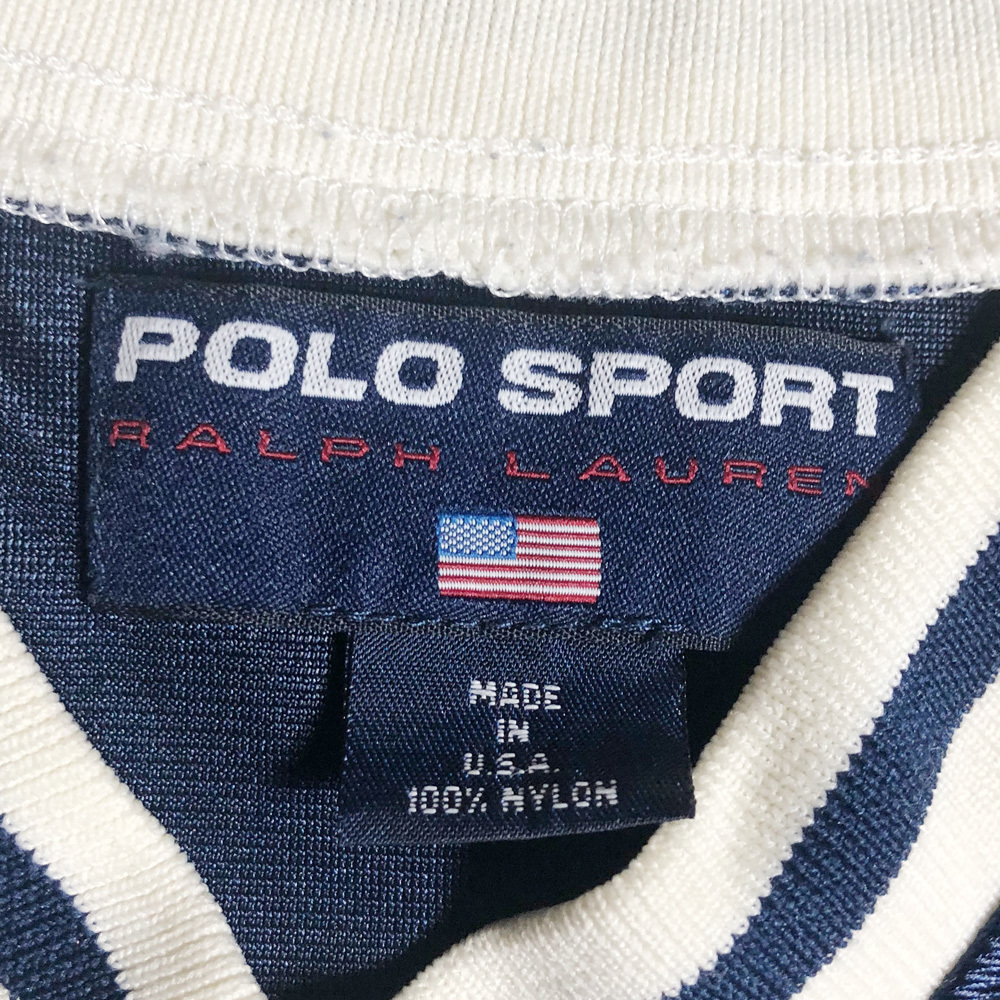 POLO SPORT
RALPH LAUREN
MADE
IN
U.S.A.
100% NYLON